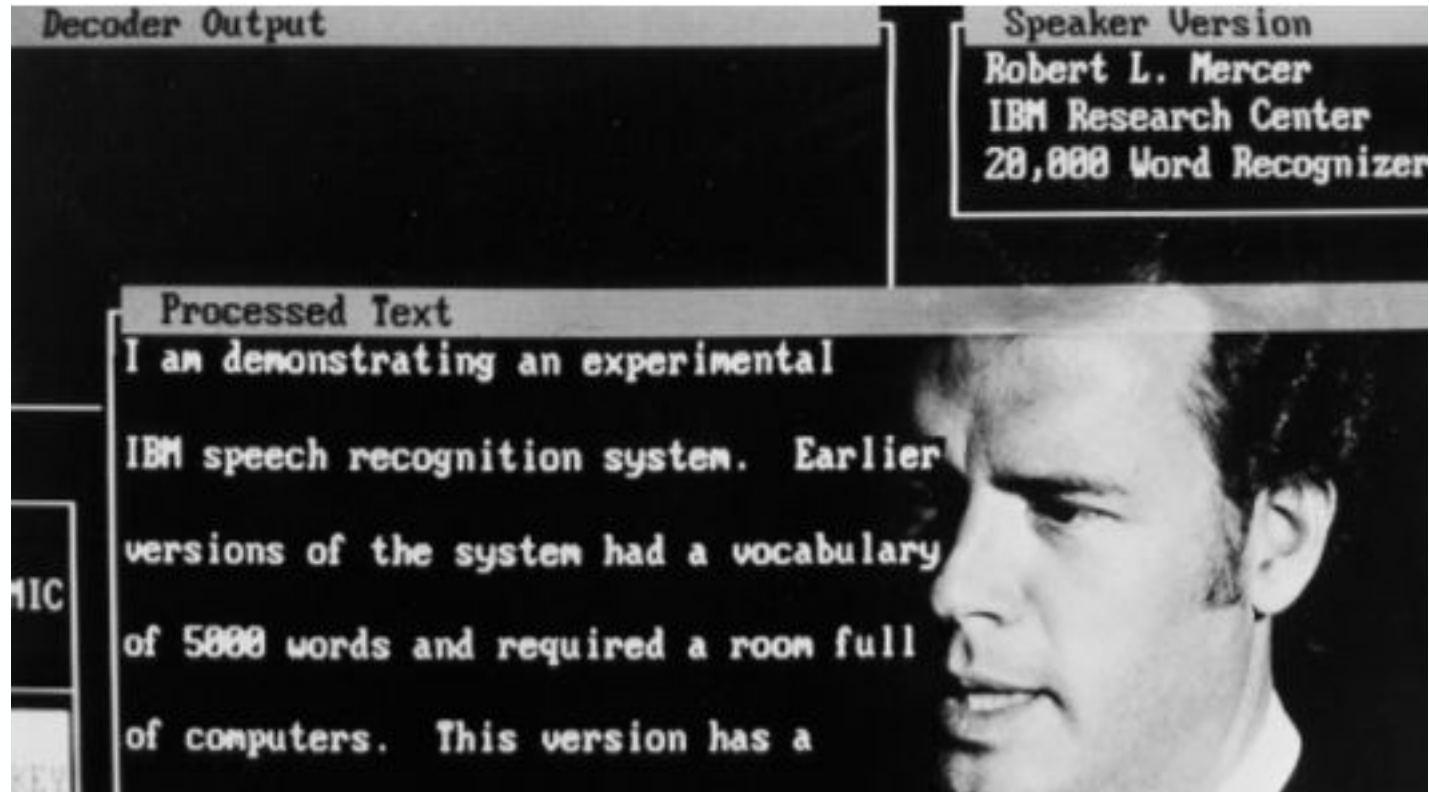 Decoder Output
Speaker Version
Robert L. Mercer
IBM Research Center
20,000 Word Recognizer
Processed Text
I am demonstrating an experimental
IBM speech recognition system.  Earlier
versions of the system had a vocabulary
of 5000 words and required a room full
of computers.  This version has a
MIC
KEY